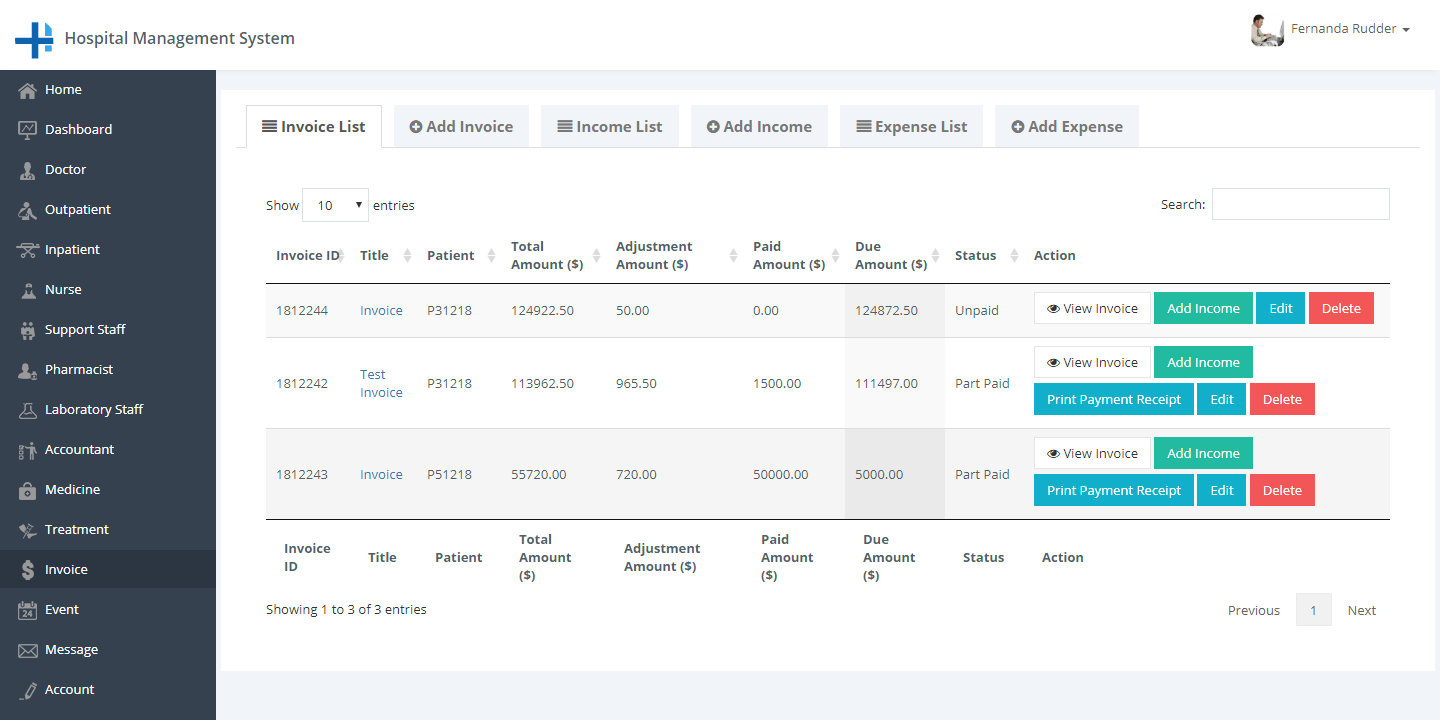 Hospital Management System
Fernanda Rudder
Home
Dashboard
Doctor
Outpatient
Inpatient
Nurse
Support Staff
Pharmacist
Laboratory Staff
Accountant
Medicine
Treatment
Invoice
24 Event
Message
Account
Invoice List Add Invoice Income List Add Income Expense List Add Expense
Show 10 entries Search:
Invoice ID Title Patient Total Amount ($) Adjustment Amount ($) Paid Amount ($) Due Amount ($) Status Action
1812244 Invoice P31218 124922.50 50.00 0.00 124872.50 Unpaid View Invoice Add Income Edit Delete
1812242 Test Invoice P31218 113962.50 965.50 1500.00 111497.00 Part Paid View Invoice Add Income
Print Payment Receipt Edit Delete
1812243 Invoice P51218 55720.00 720.00 50000.00 5000.00 Part Paid View Invoice Add Income
Print Payment Receipt Edit Delete
Invoice ID Title Patient Total Amount ($) Adjustment Amount ($) Paid Amount ($) Due Amount ($) Status Action
Showing 1 to 3 of 3 entries Previous 1 Next